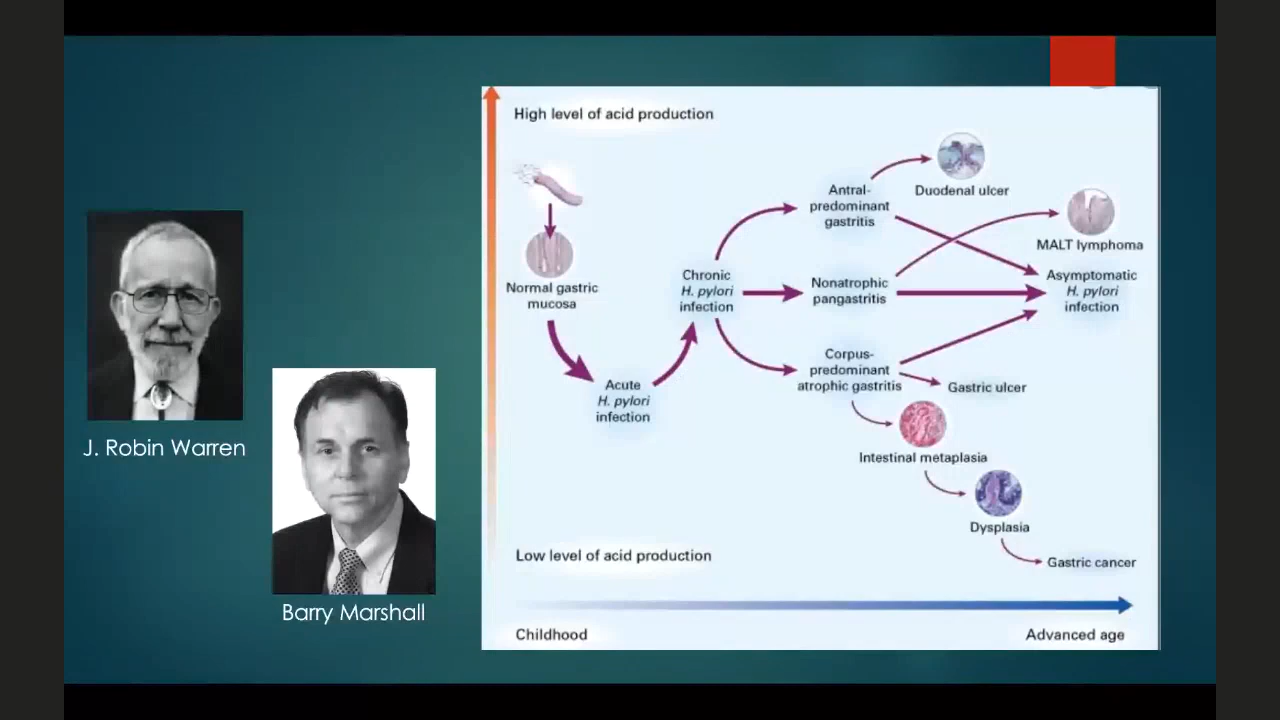 J. Robin Warren
Barry Marshall
High level of acid production
Normal gastric
mucosa
Acute
H. pylori
infection
Chronic
H. pylori
infection
Antral-
predominant
gastritis
Duodenal ulcer
MALT lymphoma
Nonatrophic
pangastritis
Asymptomatic
H. pylori
infection
Corpus-
predominant
atrophic gastritis
Gastric ulcer
Intestinal metaplasia
Dysplasia
Gastric cancer
Low level of acid production
Childhood
Advanced age